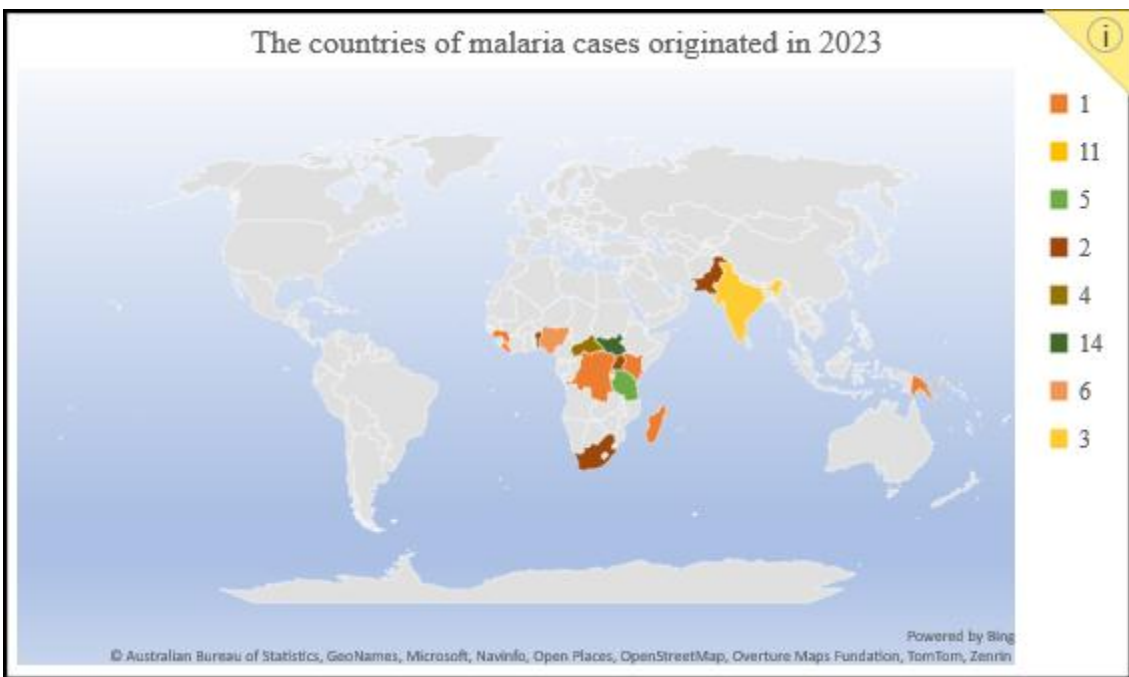 The countries of malaria cases originated in 2023
i
1
11
5
2
4
14
6
3
Powered by Bing
© Australian Bureau of Statistics, GeoNames, Microsoft, Navinfo, Open Places, OpenStreetMap, Overture Maps Fundation, TomTom, Zenrin